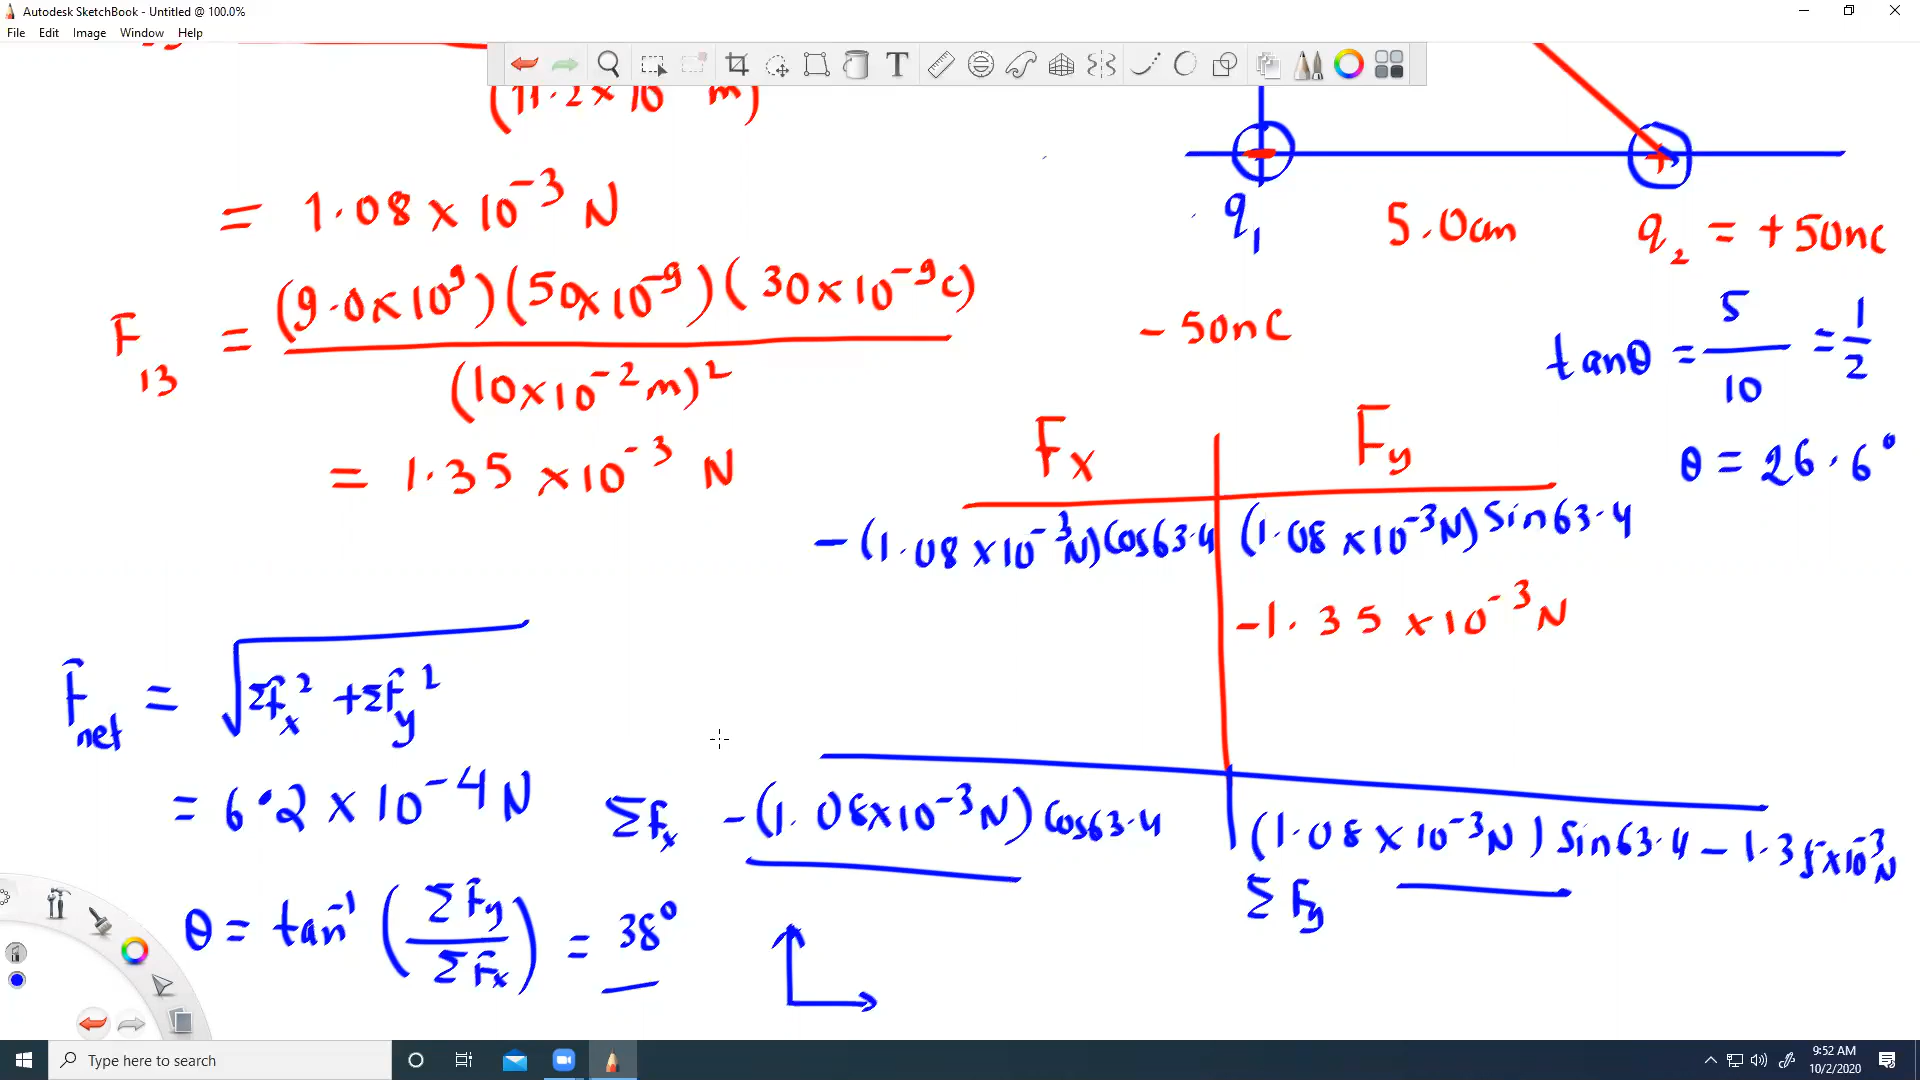 Autodesk SketchBook - Untitled @ 100.0%
File Edit Image Window Help
(11.2 x 10 m)
= 1.08 x 10⁻³ N
F₁₃ = (9.0x10⁹)(50x10⁻⁹)(30x10⁻⁹C)
(10x10⁻²m)²
= 1.35 x10⁻³ N
q₁ 5.0cm q₂ = +50nC
-50nC
tanθ = 5/10 = 1/2
θ = 26.6°
Fx Fy
-(1.08 x10⁻³N)Cos63.4 (1.08 x10⁻³N)Sin63.4
-1.35 x10⁻³N
F net = √ΣFx² + ΣFy²
= 6.2 x 10⁻⁴ N
ΣFx -(1.08x10⁻³N)Cos63.4 (1.08 x10⁻³N)Sin63.4 - 1.35x10⁻³N
ΣFy
θ = tan⁻¹(ΣFy/ΣFx) = 38°
Type here to search
9:52 AM
10/2/2020